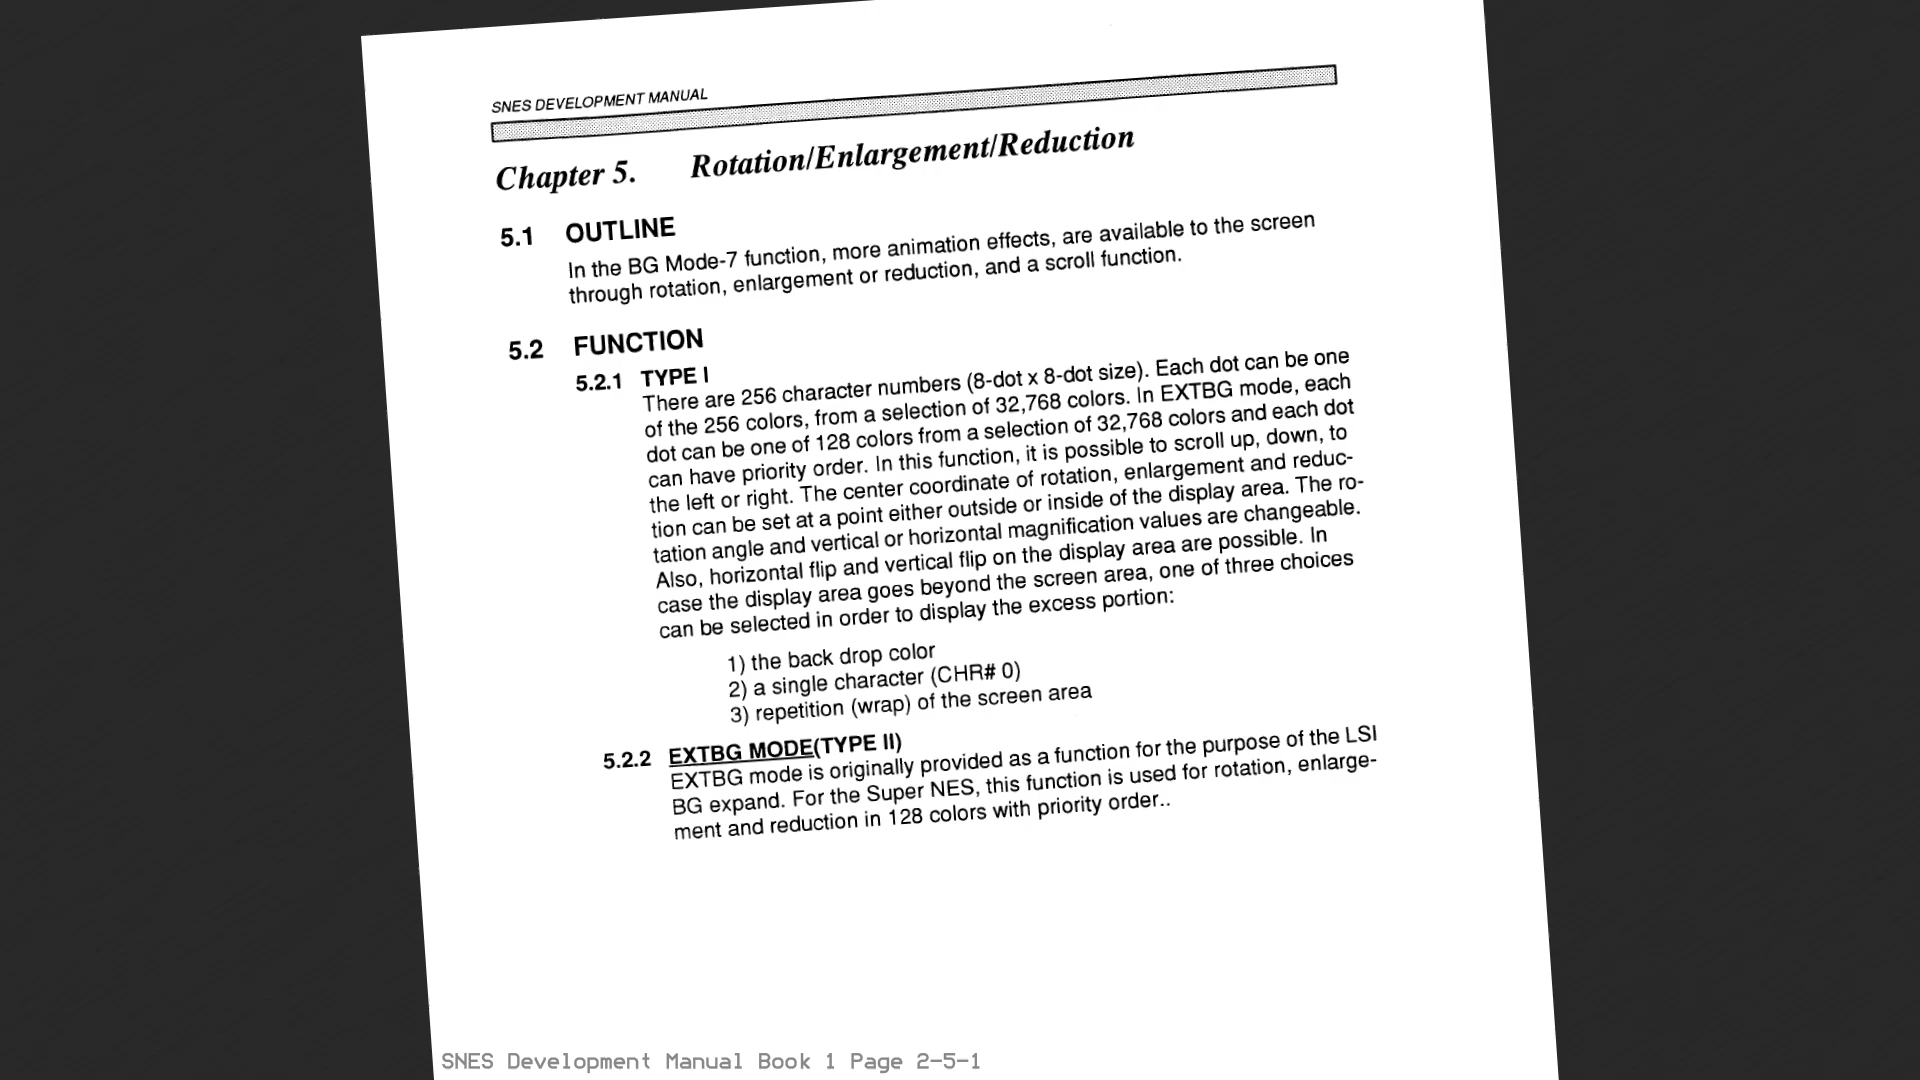 SNES DEVELOPMENT MANUAL
Chapter 5. Rotation/Enlargement/Reduction
5.1 OUTLINE
In the BG Mode-7 function, more animation effects, are available to the screen
through rotation, enlargement or reduction, and a scroll function.
5.2 FUNCTION
5.2.1 TYPE I
There are 256 character numbers (8-dot x 8-dot size). Each dot can be one
of the 256 colors, from a selection of 32,768 colors. In EXTBG mode, each
dot can be one of 128 colors from a selection of 32,768 colors and each dot
can have priority order. In this function, it is possible to scroll up, down, to
the left or right. The center coordinate of rotation, enlargement and reduc-
tion can be set at a point either outside or inside of the display area. The ro-
tation angle and vertical or horizontal magnification values are changeable.
Also, horizontal flip and vertical flip on the display area are possible. In
case the display area goes beyond the screen area, one of three choices
can be selected in order to display the excess portion:
1) the back drop color
2) a single character (CHR# 0)
3) repetition (wrap) of the screen area
5.2.2 EXTBG MODE(TYPE II)
EXTBG mode is originally provided as a function for the purpose of the LSI
BG expand. For the Super NES, this function is used for rotation, enlarge-
ment and reduction in 128 colors with priority order..
SNES Development Manual Book 1 Page 2-5-1